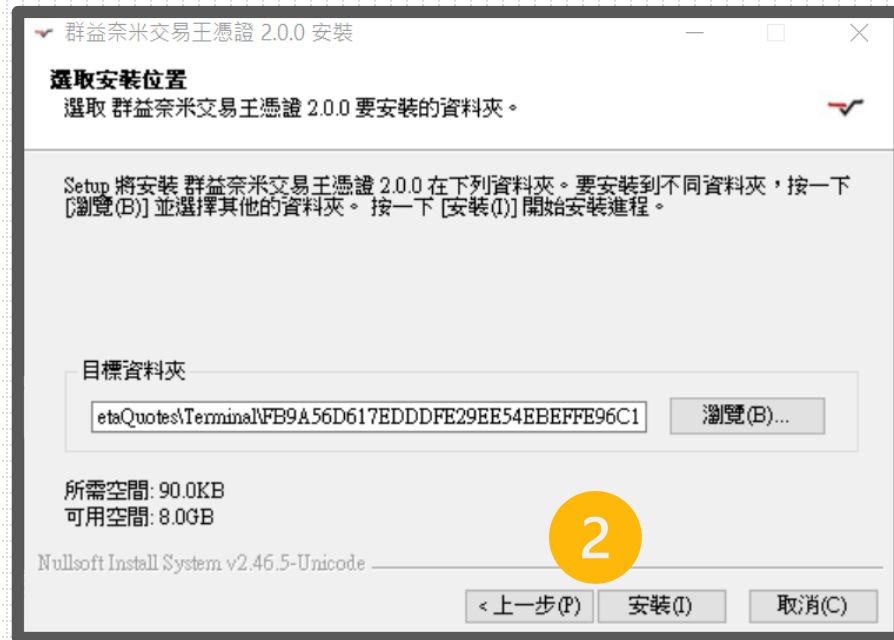 群益奈米交易王憑證 2.0.0 安裝
選取安裝位置
選取 群益奈米交易王憑證 2.0.0 要安裝的資料夾。
Setup 將安裝 群益奈米交易王憑證 2.0.0 在下列資料夾。要安裝到不同資料夾，按一下
[瀏覽(B)] 並選擇其他的資料夾。 按一下 [安裝(I)] 開始安裝進程。
目標資料夾
etaQuotes\Terminal\FB9A56D617EDDDFE29EE54EBEFFE96C1
瀏覽(B)...
所需空間: 90.0KB
可用空間: 8.0GB
2
Nullsoft Install System v2.46.5-Unicode
<上一步(P)
安裝(I)
取消(C)